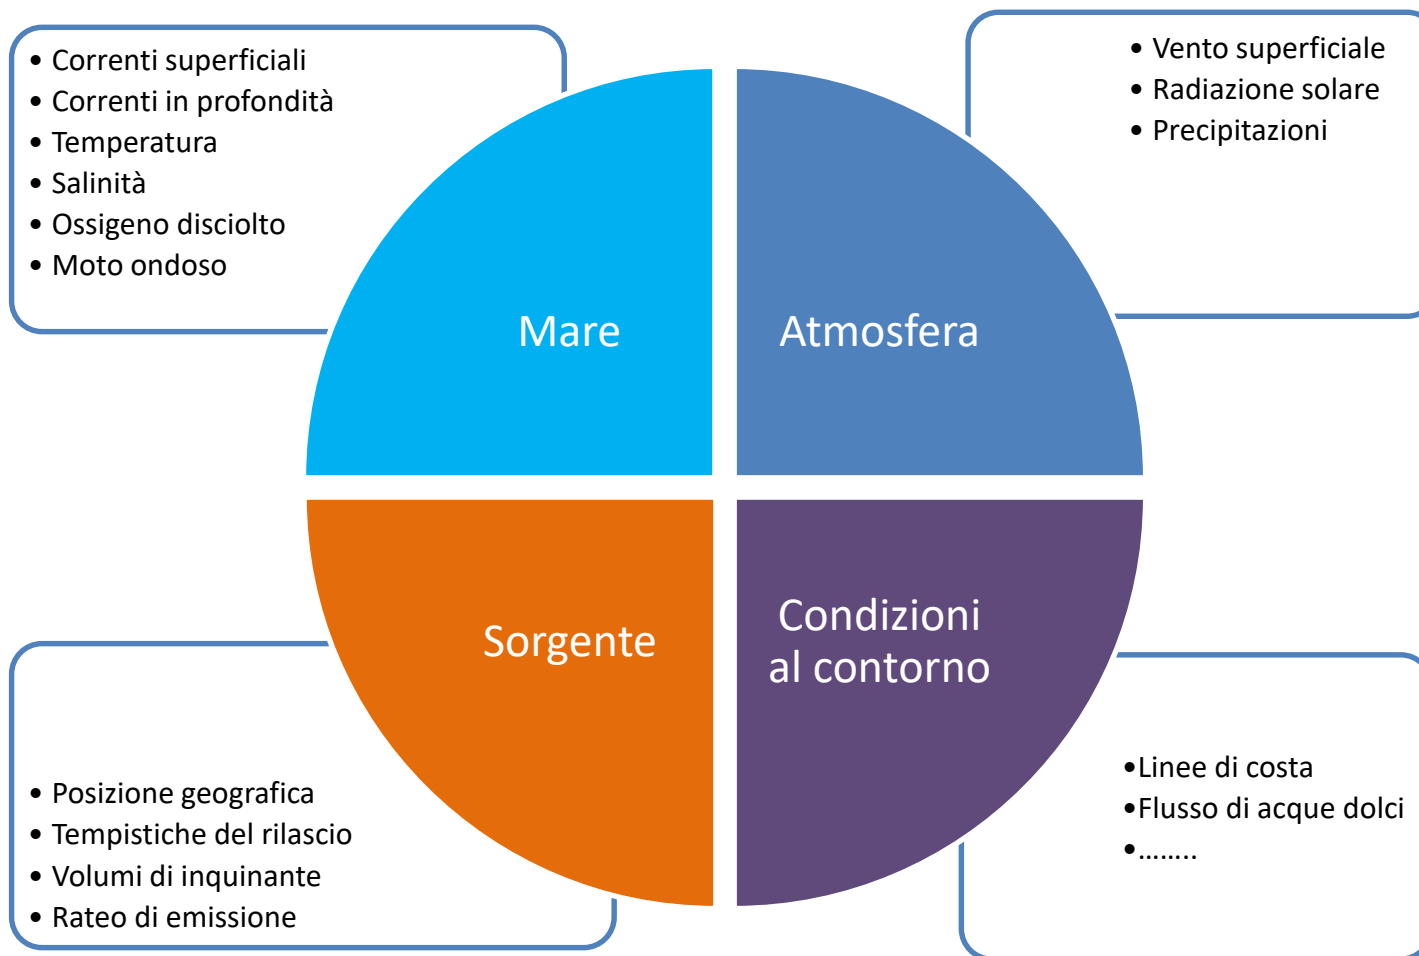 • Correnti superficiali
• Correnti in profondità
• Temperatura
• Salinità
• Ossigeno disciolto
• Moto ondoso
• Vento superficiale
• Radiazione solare
• Precipitazioni
Mare
Atmosfera
Sorgente
Condizioni
al contorno
• Posizione geografica
• Tempistiche del rilascio
• Volumi di inquinante
• Rateo di emissione
•Linee di costa
•Flusso di acque dolci
•........